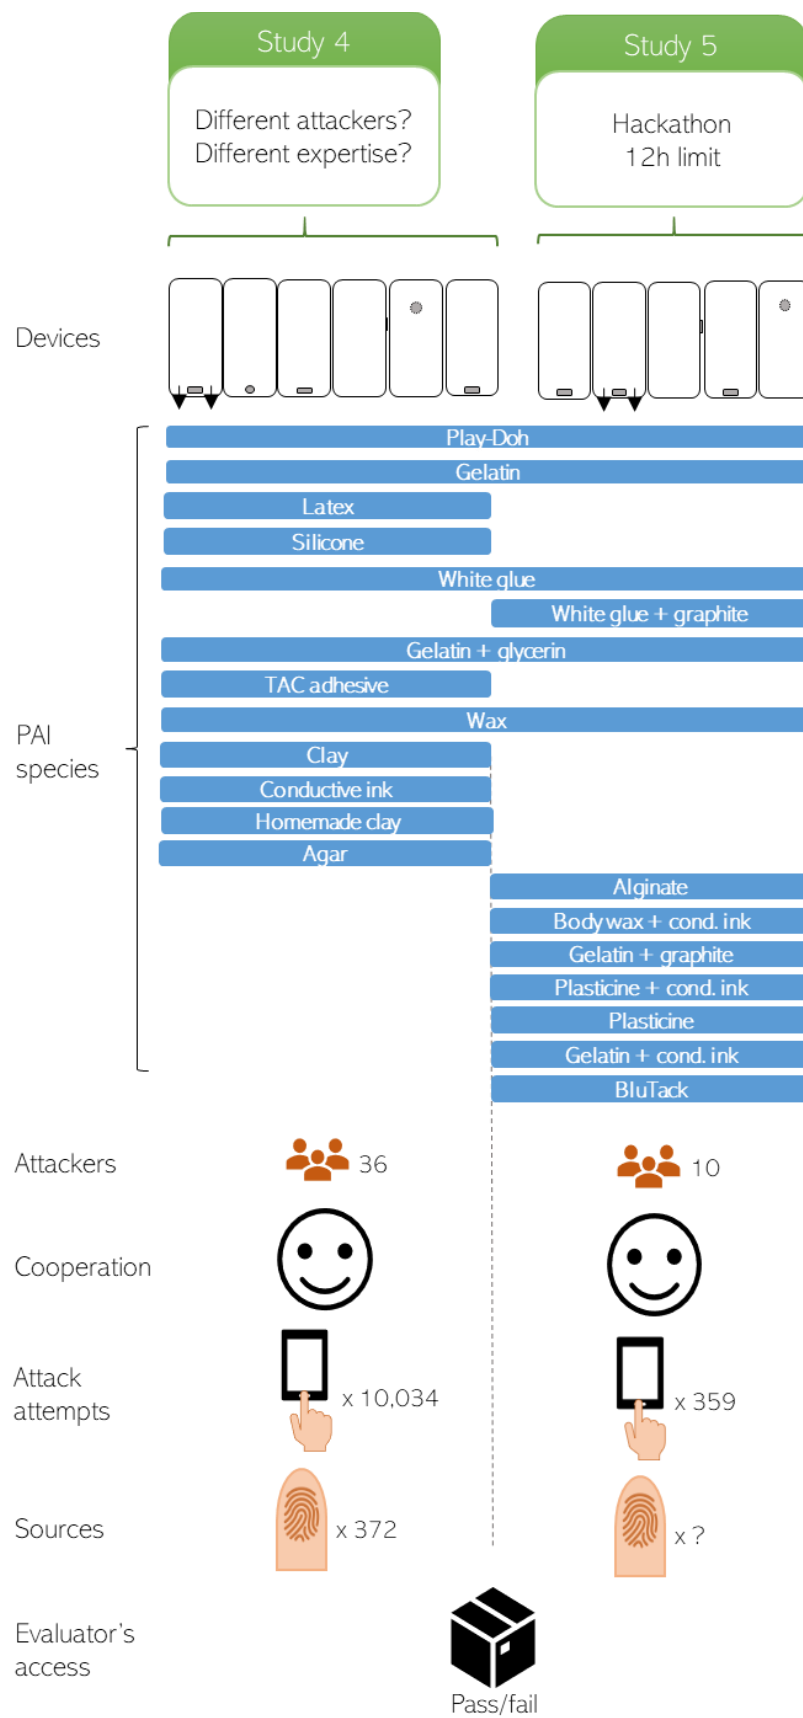 Study 4
Study 5
Different attackers?
Different expertise?
Hackathon
12h limit
Devices
Play-Doh
Gelatin
Latex
Silicone
White glue
White glue + graphite
Gelatin + glycerin
TAC adhesive
Wax
PAI
species
Clay
Conductive ink
Homemade clay
Agar
Alginate
Body wax + cond. ink
Gelatin + graphite
Plasticine + cond. ink
Plasticine
Gelatin + cond. ink
BluTack
Attackers
36
10
Cooperation
Attack
attempts
x 10,034
x 359
Sources
x 372
x ?
Evaluator's
access
Pass/fail